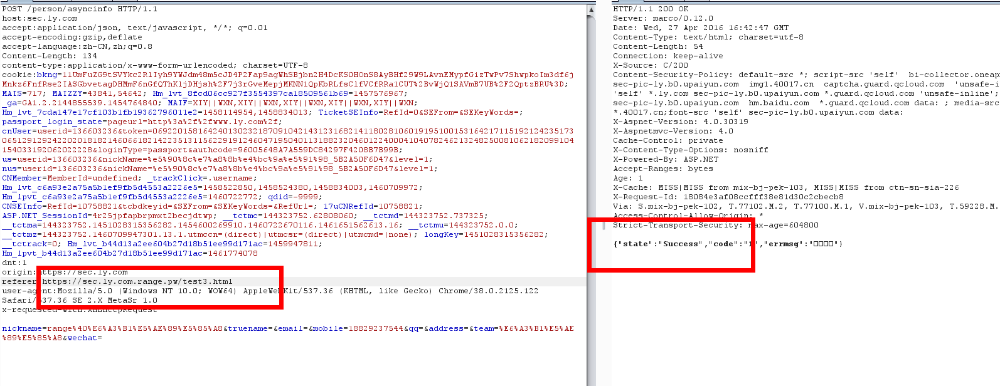 POST /person/asyncinfo HTTP/1.1
host:sec.ly.com
accept:application/json, text/javascript, */*; q=0.01
accept-encoding:gzip,deflate
accept-language:zh-CN,zh;q=0.8
Content-Length: 134
content-type:application/x-www-form-urlencoded; charset=UTF-8
cookie:bkng=11UmFuZG9tSVYkc2RlIyh9YWJdm48m5cJD4P2Fap9agWhSBjbn2H4DcKSOHOnS8AyBHf29W9LAvnEMypfGizTwPv7ShwpkoIm3df6j
Mnkz6FnfRse2IASGbvetagDHMmF6nGfQThKljDHjsh%2F7j3rGveMepjMKNN1QpKbRLfsClfVCfRRa1CUT%2BvWjQ1SAVmB7UB%2F2QptzBRU%3D;
MAIS=717; MAIZZY=43841,54642; Hm_lvt_8fcd06cc927f3554397ca18509561b69=1457576967;
_ga=GA1.2.2144855539.1454764840; MAIF=XIY||WXN,XIY||WXN,XIY||WXN,XIY||WXN,XIY||WXN;
Hm_lvt_7cda147e17cf103b1fb19362796011e2=1458114954,1458834013; TicketSEInfo=RefId=0&SEFrom=&SEKeyWords=;
passport_login_state=pageurl=http%3a%2f%2fwww.ly.com%2f;
cnUser=userid=136603236&token=069220158164240130232187091042143123168214118028106019195100153164217115192124235173
06512912924220201818214606618214223513115622919124604719504011318823204601224000410407824621324825008106218209910​4
1540331920620222​28&loginType=passport&authcode=96005648A7A559DC84297F4208B7B99B;
us=userid=136603236&nickName=%e5%90%8c%e7%a8%8b%e4%bc%9a%e5%91%98_5B2A50F6D47&level=1;
nus=userid=136603236&nickName=%e5%90%8c%e7%a8%8b%e4%bc%9a%e5%91%98_5B2A50F6D47&level=1;
CNMember=MemberId=undefined; _trackClick=.username;
Hm_lvt_c6a93e2a75a5b1ef9fb5d4553a2226e5=1458522850,1458524380,1458834003,1460709972;
Hm_lpvt_c6a93e2a75a5b1ef9fb5d4553a2226e5=1460722772; qdid=-9999;
CNSEInfo=RefId=10758821&tcbdkeyid=&SEFrom=&SEKeyWords=&RefUrl=; 17uCNRefId=10758821;
ASP.NET_SessionId=4r25jpfapbrpmxt2becjdtwp; __tctmc=144323752.62808060; __tctmd=144323752.737325;
__tctma=144323752.1451028315356282.1454600269910.1460722670116.1461651562613.16; __tctmu=144323752.0.0;
__tctmz=144323752.1460709947301.13.1.utmccn=(direct)|utmcsr=(direct)|utmcmd=(none); longKey=1451028315356282;
__tctrack=0; Hm_lvt_b44d13a2ee604b27d18b51ee99d171ac=1459947811;
Hm_lpvt_b44d13a2ee604b27d18b51ee99d171ac=1461774078
dnt:1
origin:https://sec.ly.com
referer:https://sec.ly.com.range.pw/test3.html
user-agent:Mozilla/5.0 (Windows NT 10.0; WOW64) AppleWebKit/537.36 (KHTML, like Gecko) Chrome/38.0.2125.122
Safari/537.36 SE 2.X MetaSr 1.0
x-requested-with:XMLHttpRequest
nickname=range%40%E6%A3%B1%E5%AE%89%E5%85%A8&truename=&email=&mobile=18829237544&qq=&address=&team=%E6%A3%B1%E5%AE
%89%E5%85%A8&wechat=
HTTP/1.1 200 OK
Server: marco/0.12.0
Date: Wed, 27 Apr 2016 16:42:47 GMT
Content-Type: text/html; charset=utf-8
Content-Length: 54
Connection: keep-alive
X-Source: C/200
Content-Security-Policy: default-src *; script-src 'self' bi-collector.oneap
sec-pic-ly.b0.upaiyun.com img1.40017.cn captcha.guard.qcloud.com 'unsafe-i
'self' *.ly.com sec-pic-ly.b0.upaiyun.com *.guard.qcloud.com 'unsafe-inline';
sec-pic-ly.b0.upaiyun.com hm.baidu.com *.guard.qcloud.com data: ; media-src
*.40017.cn;font-src 'self' sec-pic-ly.b0.upaiyun.com data:
X-Aspnet-Version: 4.0.30319
X-Aspnetmvc-Version: 4.0
Cache-Control: private
X-Content-Type-Options: nosniff
X-Powered-By: ASP.NET
Accept-Ranges: bytes
Age: 1
X-Cache: MISS|MISS from mix-bj-pek-103, MISS|MISS from ctn-sn-sia-226
X-Request-Id: 18084e3af08ccfff38e81d30c2cbecb8
Via: S.mix-bj-pek-102, T.77102.M.2, T.77100.M.1, V.mix-bj-pek-103, T.59228.M.
Access-Control-Allow-Origin: *
Strict-Transport-Security: max-age=604800
{"state":"Success","code":"1","errmsg":"□□□□"}